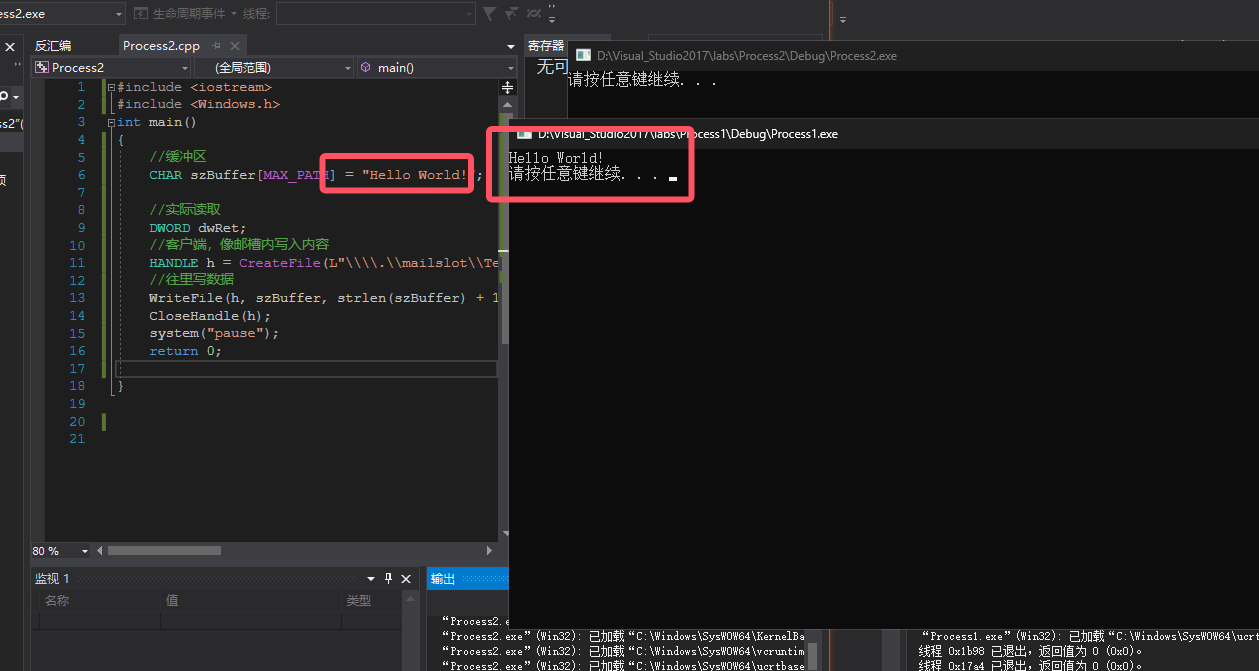 ess2.exe
生命周期事件
线程:
反汇编
Process2.cpp
寄存器
Process2
(全局范围)
main()
无可
D:\Visual_Studio2017\labs\Process2\Debug\Process2.exe
请按任意键继续. . .
D:\Visual_Studio2017\labs\Process1\Debug\Process1.exe
Hello World!
请按任意键继续. . .
ss2"(
项
1 #include <iostream>
2 #include <Windows.h>
3 int main()
4 {
5 //缓冲区
6 CHAR szBuffer[MAX_PATH] = "Hello World!";
7
8 //实际读取
9 DWORD dwRet;
10 //客户端，像邮槽内写入内容
11 HANDLE h = CreateFile(L"\\\\.\\mailslot\\Te
12 //往里写数据
13 WriteFile(h, szBuffer, strlen(szBuffer) + 1
14 CloseHandle(h);
15 system("pause");
16 return 0;
17
18 }
19
20
21
80 %
监视 1
输出
名称
值
类型
“Process2.e
“Process2.exe”(Win32): 已加载“C:\Windows\SysWOW64\KernelBa
“Process2.exe”(Win32): 已加载“C:\Windows\SysWOW64\vcruntim
“Process2.exe”(Win32): 已加载“C:\Windows\SysWOW64\ucrtbase
“Process1.exe”(Win32): 已加载“C:\Windows\SysWOW64\ucrt
线程 0x1b98 已退出，返回值为 0 (0x0)。
线程 0x17a4 已退出，返回值为 0 (0x0)。